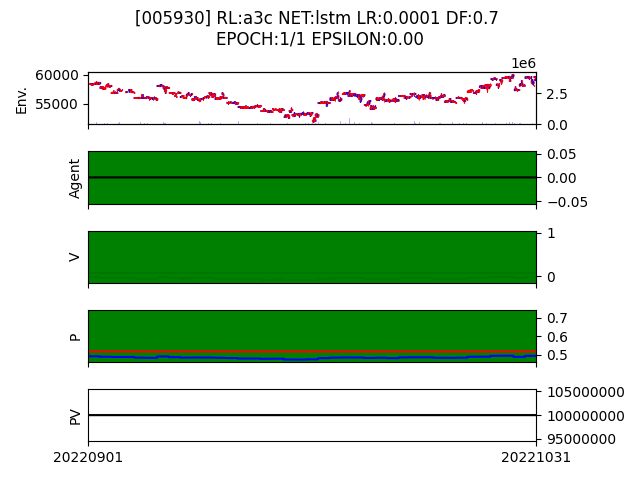 [005930] RL:a3c NET:lstm LR:0.0001 DF:0.7
EPOCH:1/1 EPSILON:0.00
1e6
60000
55000
Env.
2.5
0.0
Agent
0.05
0.00
−0.05
V
1
0
P
0.7
0.6
0.5
PV
105000000
100000000
95000000
20220901
20221031